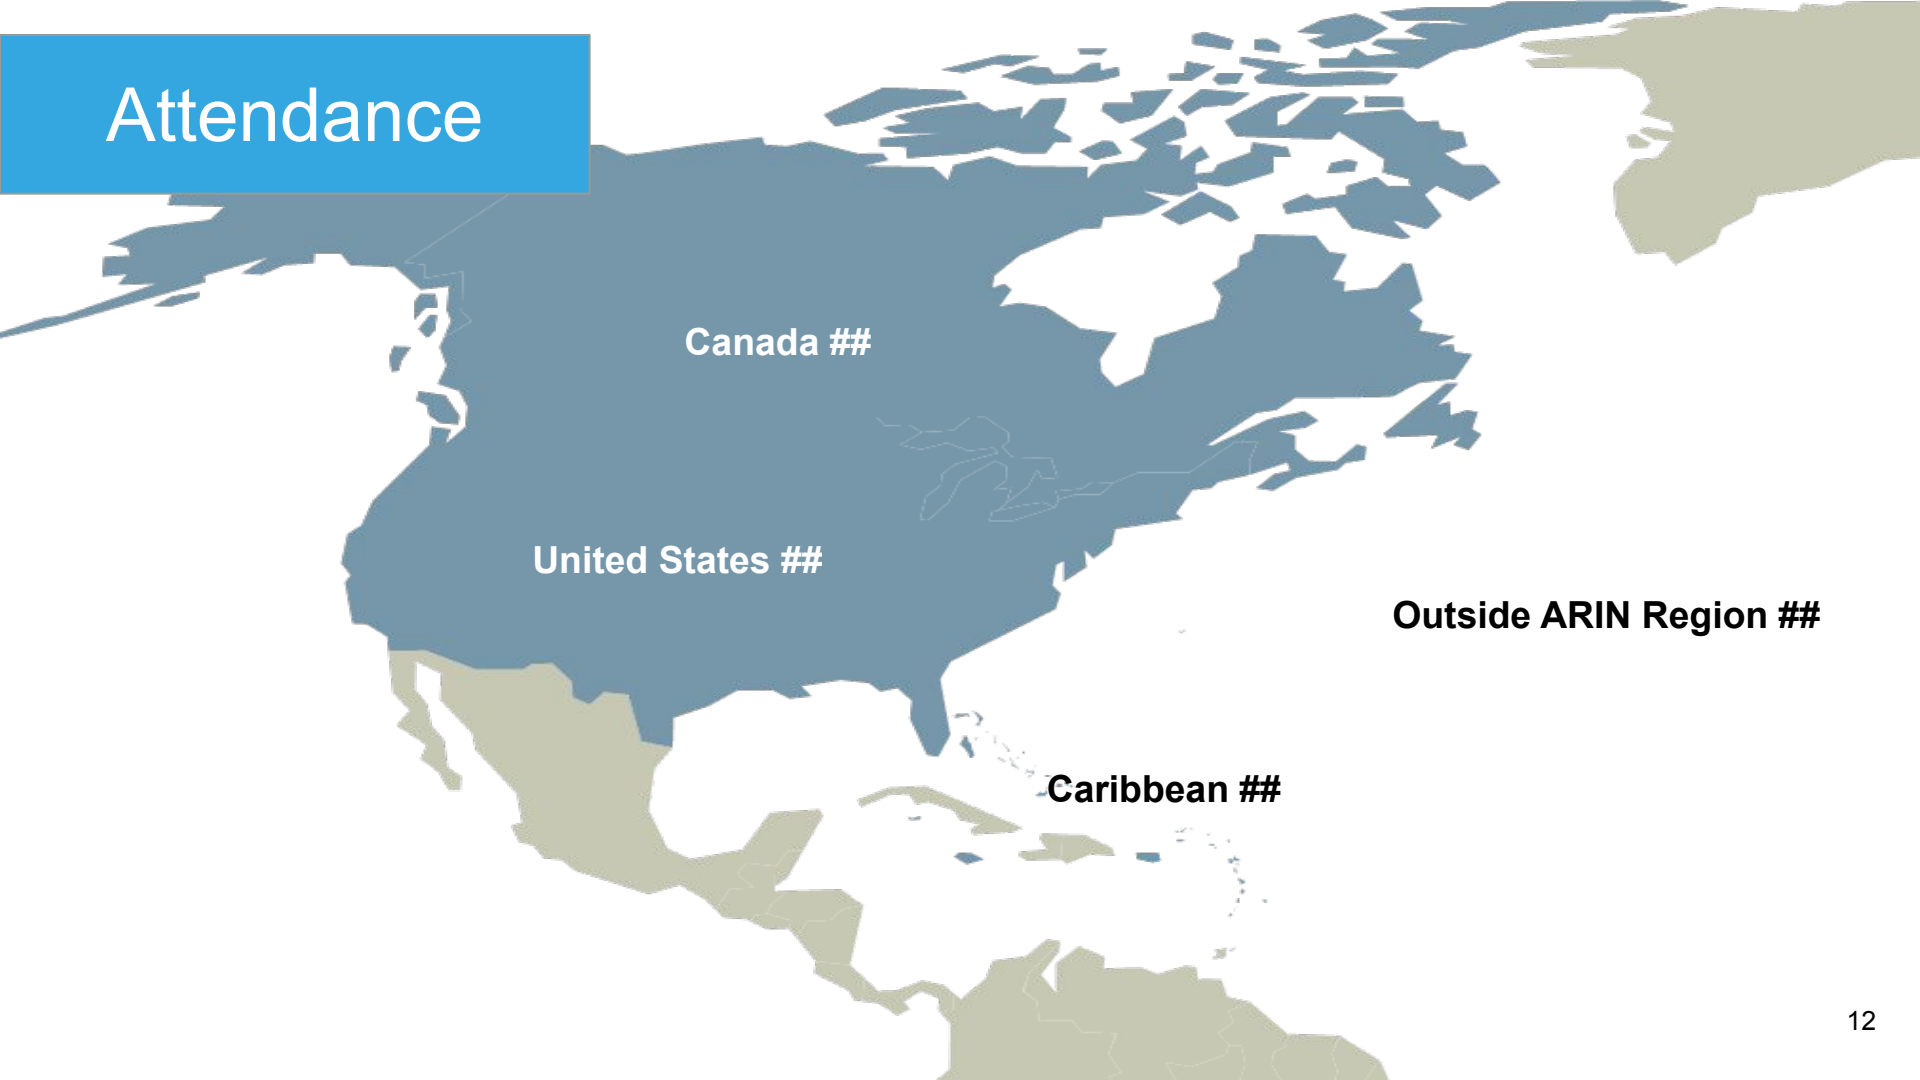 Attendance
Canada ##
United States ##
Outside ARIN Region ##
Caribbean ##
12